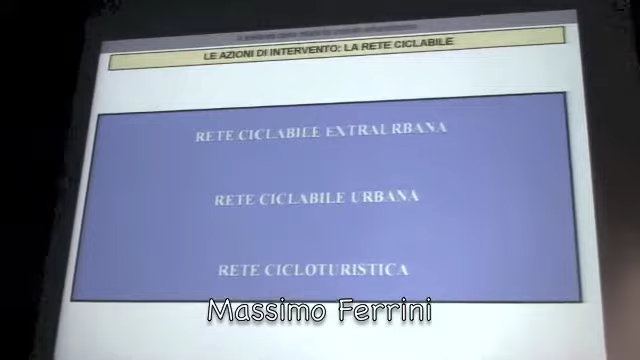 LE AZIONI DI INTERVENTO: LA RETE CICLABILE
RETE CICLABILE EXTRAURBANA
RETE CICLABILE URBANA
RETE CICLOTURISTICA
Massimo Ferrini